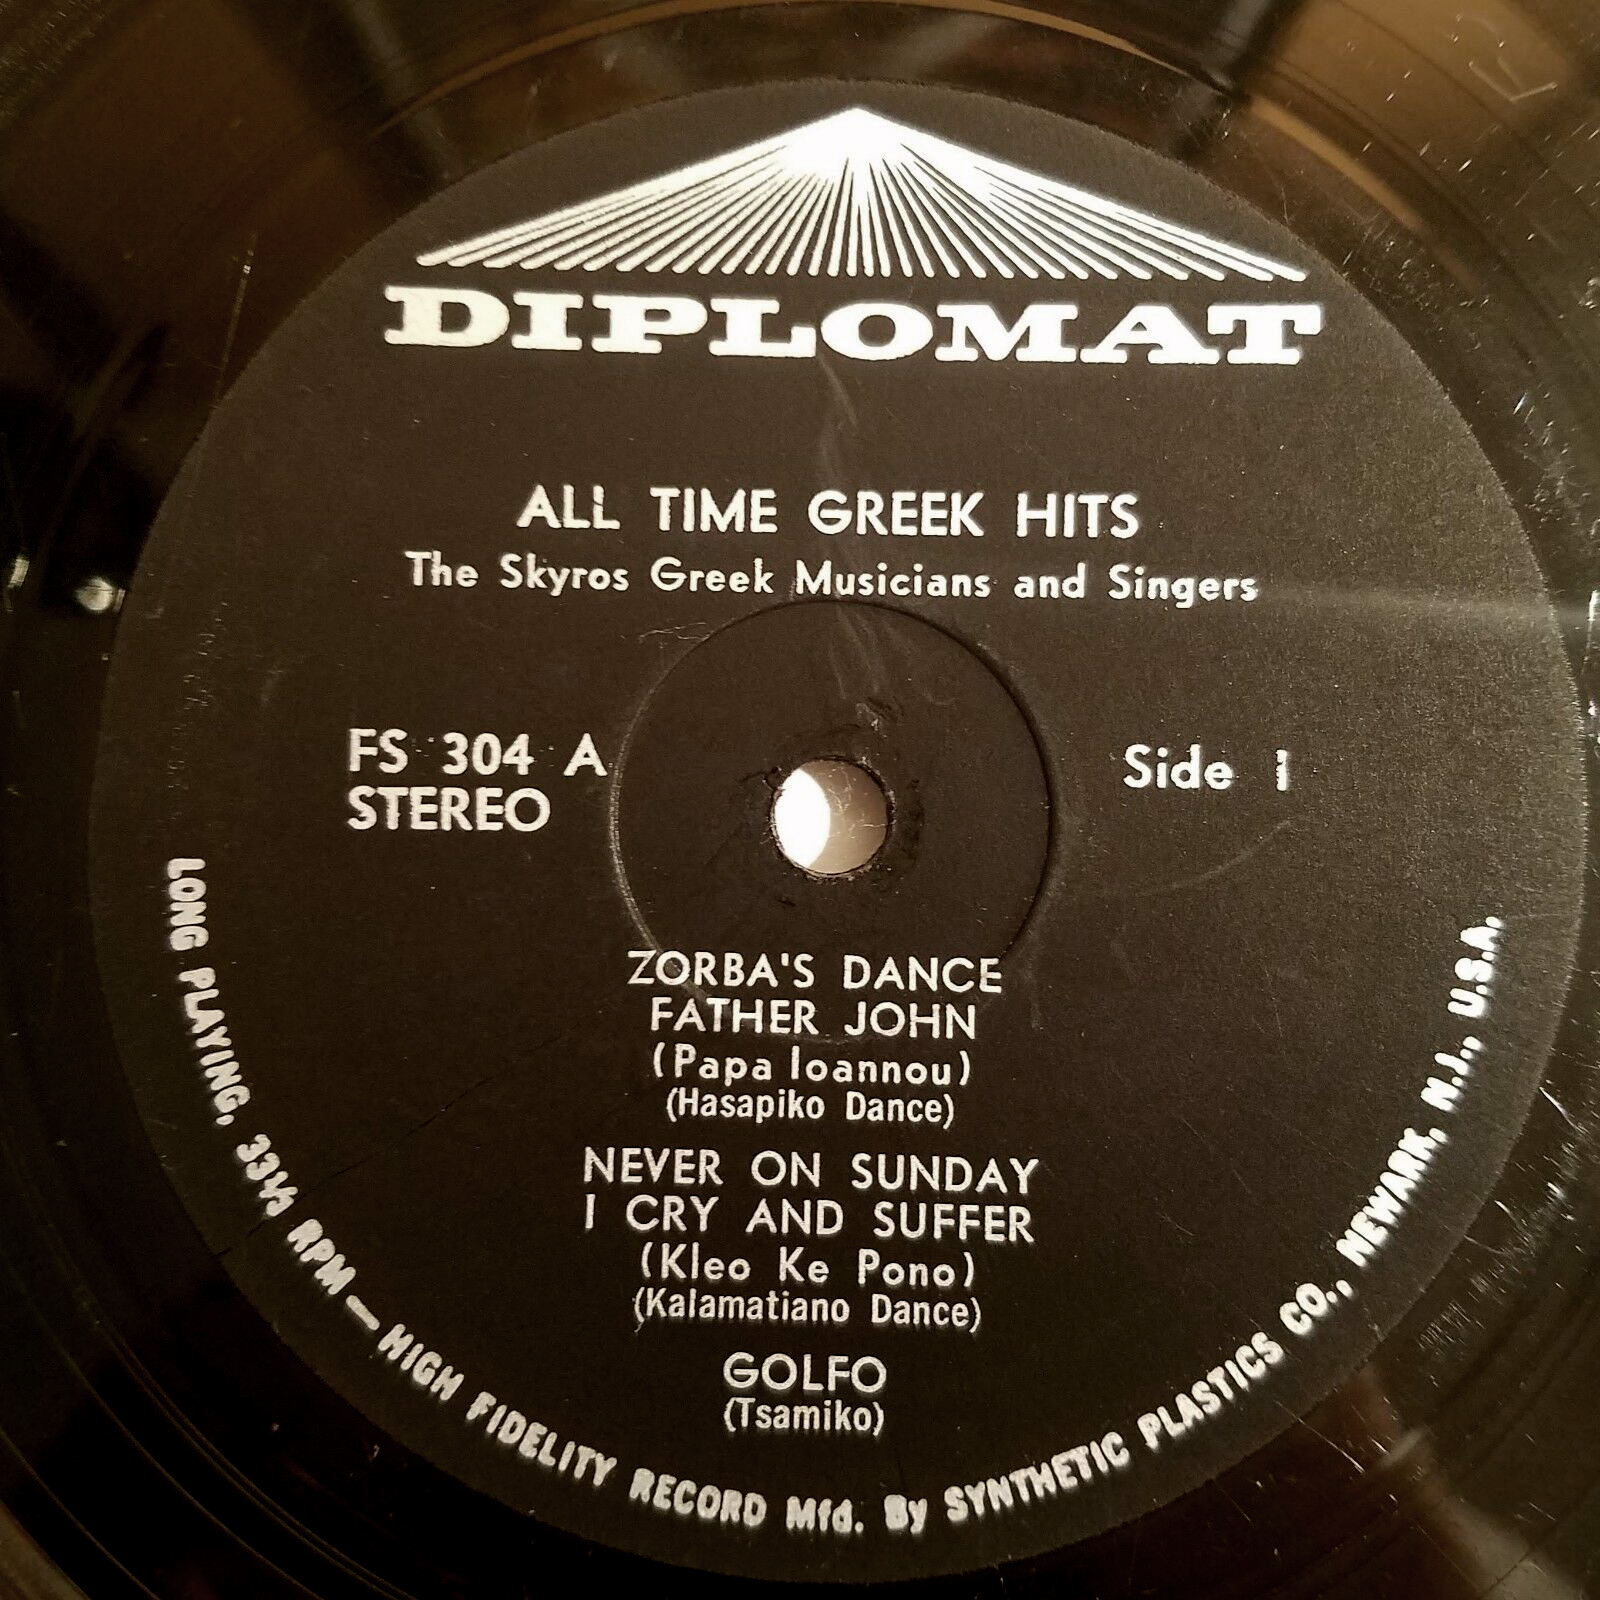 DIPLOMAT
ALL TIME GREEK HITS
The Skyros Greek Musicians and Singers
FS 304 A
STEREO
Side 1
ZORBA'S DANCE
FATHER JOHN
(Papa Ioannou)
(Hasapiko Dance)
NEVER ON SUNDAY
I CRY AND SUFFER
(Kleo Ke Pono)
(Kalamatiano Dance)
GOLFO
(Tsamiko)
LONG PLAYING, 33⅓ RPM — HIGH FIDELITY RECORD Mfd. By SYNTHETIC PLASTICS CO., NEWARK, N.J., U.S.A.